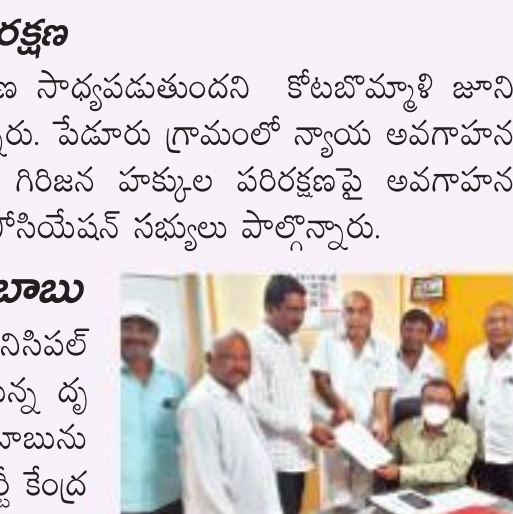 రక్షణ
ణ సాధ్యపడుతుందని కోటబొమ్మాళి జూని
రు. పేడూరు గ్రామంలో న్యాయ అవగాహన
గిరిజన హక్కుల పరిరక్షణపై అవగాహన
సోసియేషన్ సభ్యులు పాల్గొన్నారు.
బాబు
నిసిపల్
న్న దృ
బాబును
ర్టీ కేంద్ర